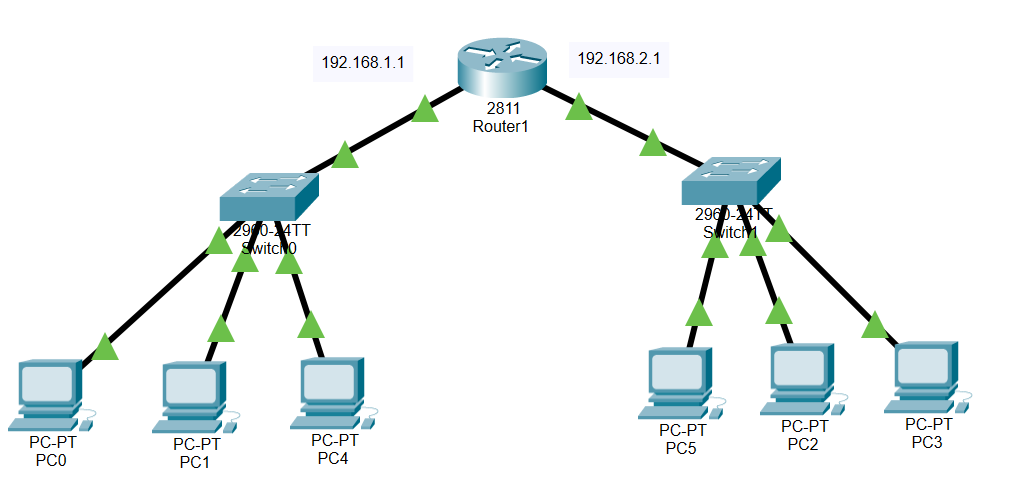 192.168.1.1
192.168.2.1
2811
Router1
2960-24TT
Switch0
2960-24TT
Switch1
PC-PT
PC0
PC-PT
PC1
PC-PT
PC4
PC-PT
PC5
PC-PT
PC2
PC-PT
PC3